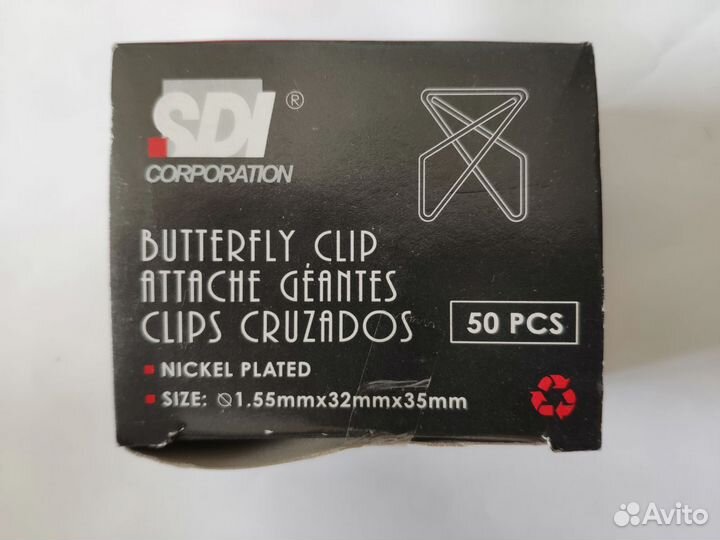 SDI ®
CORPORATION
BUTTERFLY CLIP
ATTACHE GÉANTES
CLIPS CRUZADOS
50 PCS
NICKEL PLATED
SIZE: ∅1.55mmx32mmx35mm
Avito